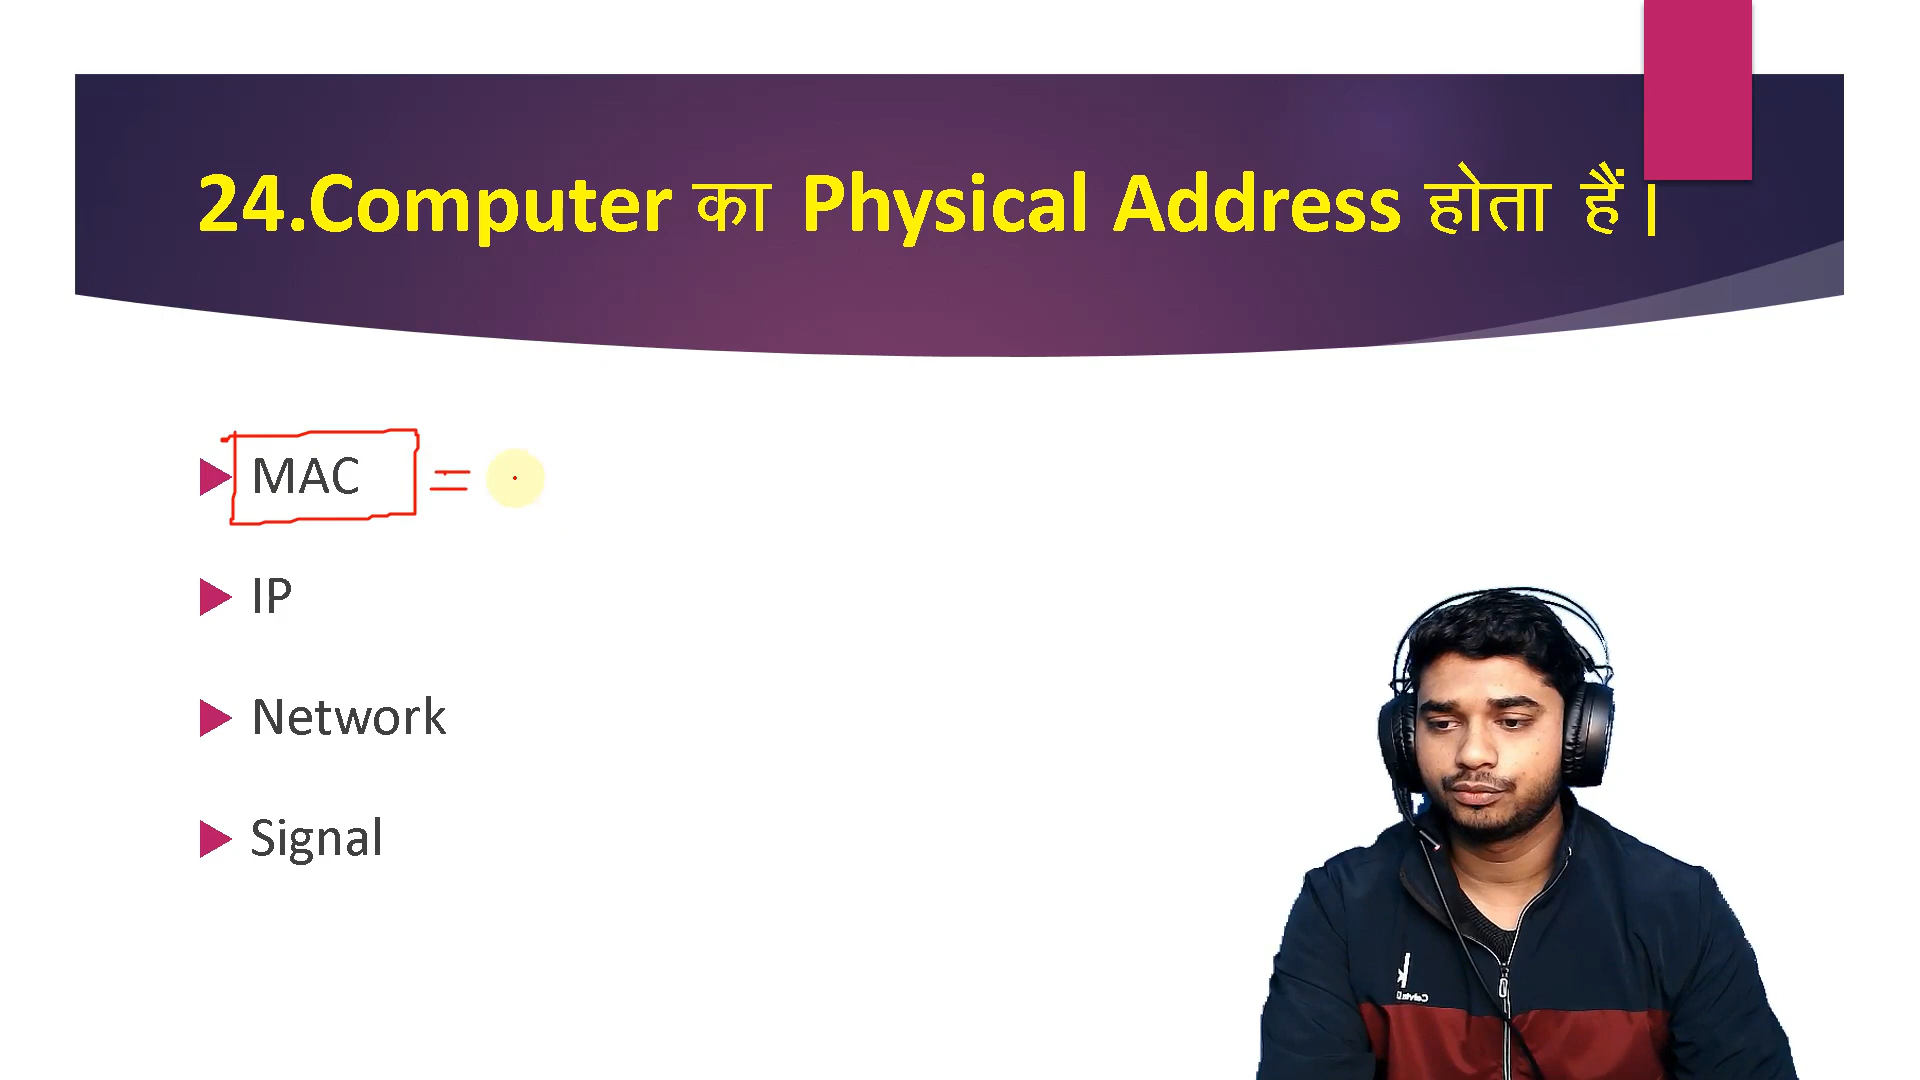 24.Computer का Physical Address होता हैं।
MAC =
IP
Network
Signal